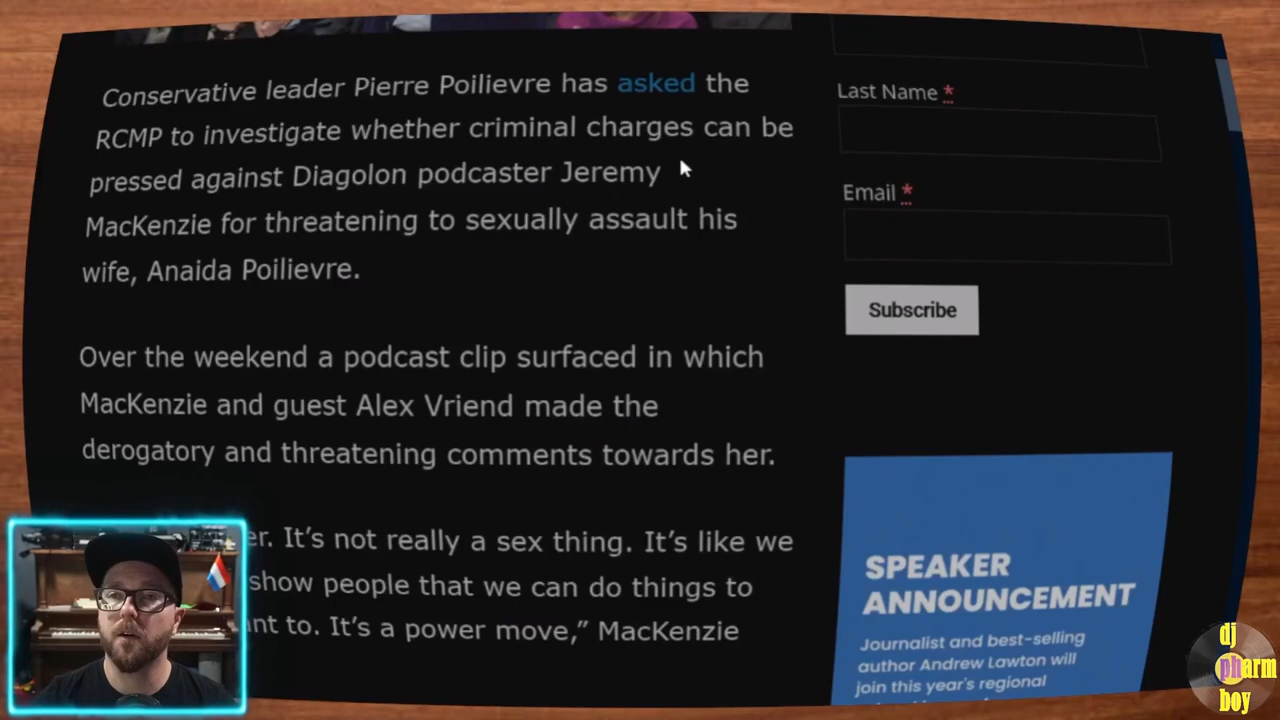 Conservative leader Pierre Poilievre has asked the
RCMP to investigate whether criminal charges can be
pressed against Diagolon podcaster Jeremy
MacKenzie for threatening to sexually assault his
wife, Anaida Poilievre.
Over the weekend a podcast clip surfaced in which
MacKenzie and guest Alex Vriend made the
derogatory and threatening comments towards her.
It’s not really a sex thing. It’s like we
show people that we can do things to
to. It’s a power move,” MacKenzie
Last Name *
Email *
Subscribe
SPEAKER
ANNOUNCEMENT
Journalist and best-selling
author Andrew Lawton will
join this year's regional
dj
pharm
boy